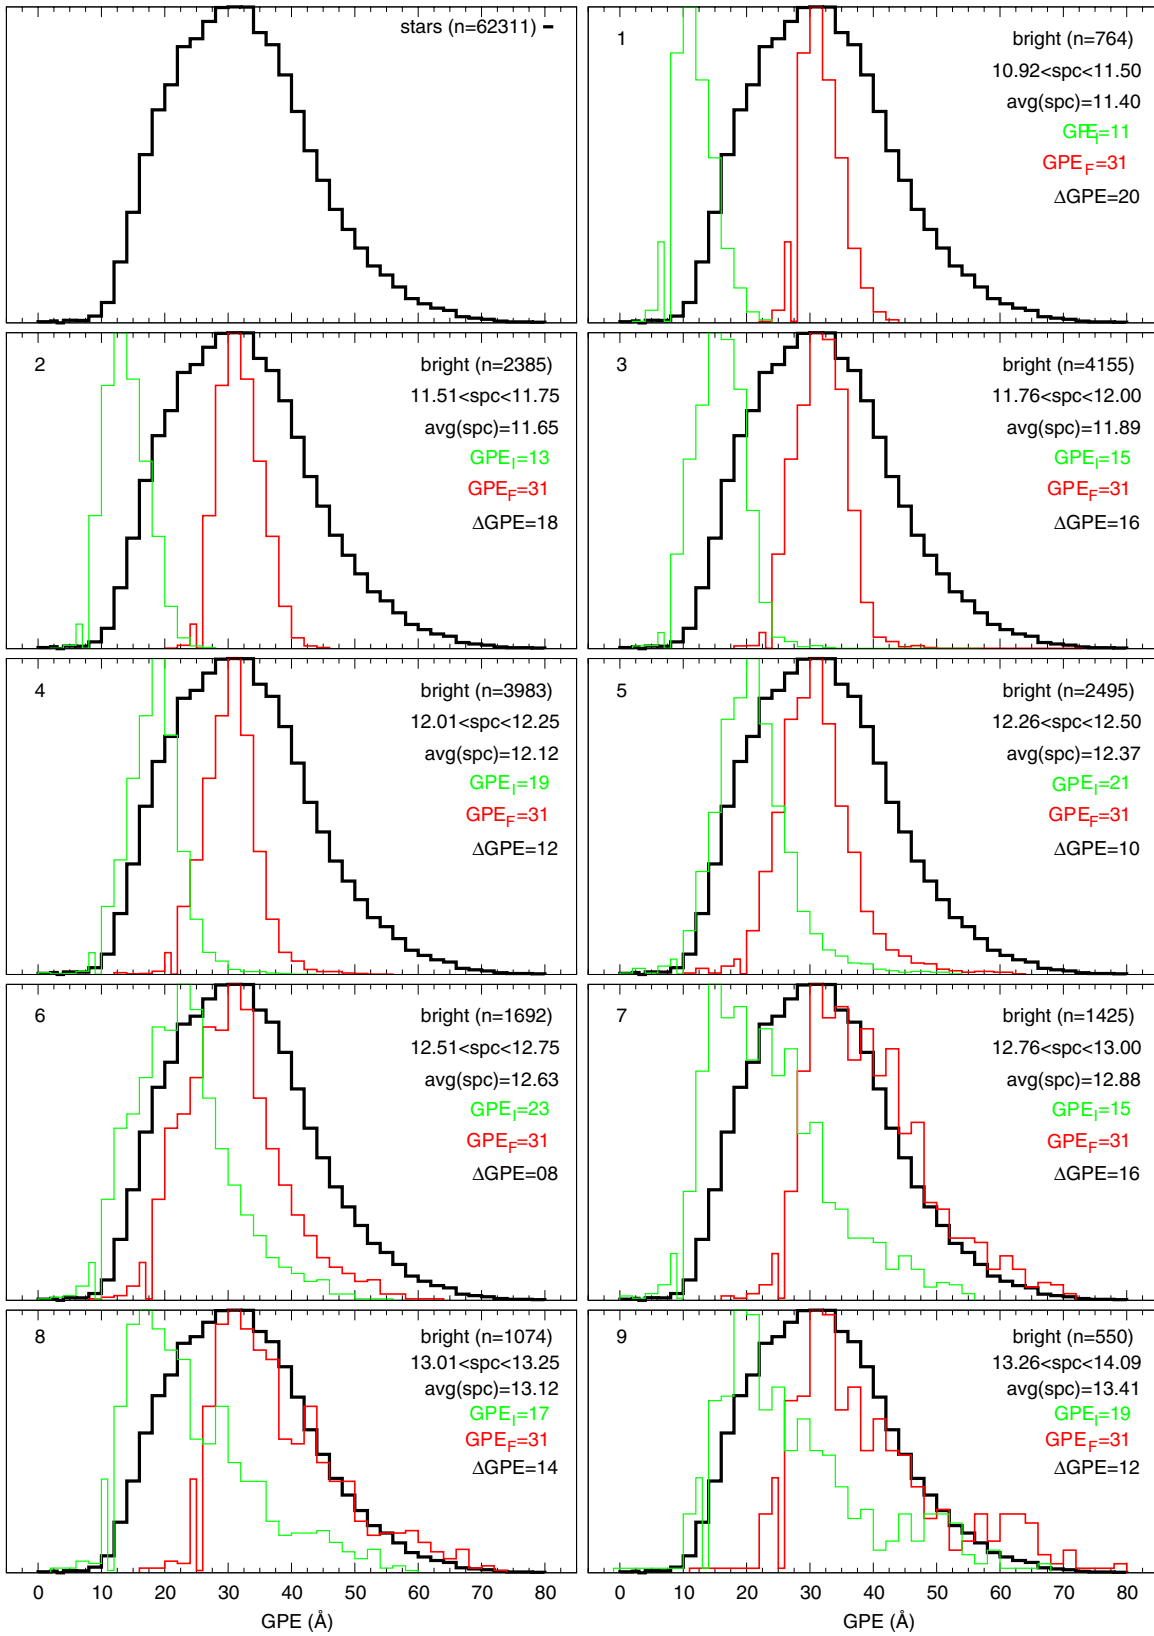 stars (n=62311)
1
bright (n=764)
10.92<spc<11.50
avg(spc)=11.40
GPE_I=11
GPE_F=31
ΔGPE=20
2
bright (n=2385)
11.51<spc<11.75
avg(spc)=11.65
GPE_I=13
GPE_F=31
ΔGPE=18
3
bright (n=4155)
11.76<spc<12.00
avg(spc)=11.89
GPE_I=15
GPE_F=31
ΔGPE=16
4
bright (n=3983)
12.01<spc<12.25
avg(spc)=12.12
GPE_I=19
GPE_F=31
ΔGPE=12
5
bright (n=2495)
12.26<spc<12.50
avg(spc)=12.37
GPE_I=21
GPE_F=31
ΔGPE=10
6
bright (n=1692)
12.51<spc<12.75
avg(spc)=12.63
GPE_I=23
GPE_F=31
ΔGPE=08
7
bright (n=1425)
12.76<spc<13.00
avg(spc)=12.88
GPE_I=15
GPE_F=31
ΔGPE=16
8
bright (n=1074)
13.01<spc<13.25
avg(spc)=13.12
GPE_I=17
GPE_F=31
ΔGPE=14
9
bright (n=550)
13.26<spc<14.09
avg(spc)=13.41
GPE_I=19
GPE_F=31
ΔGPE=12
0 10 20 30 40 50 60 70 80
GPE (Å)
0 10 20 30 40 50 60 70 80
GPE (Å)